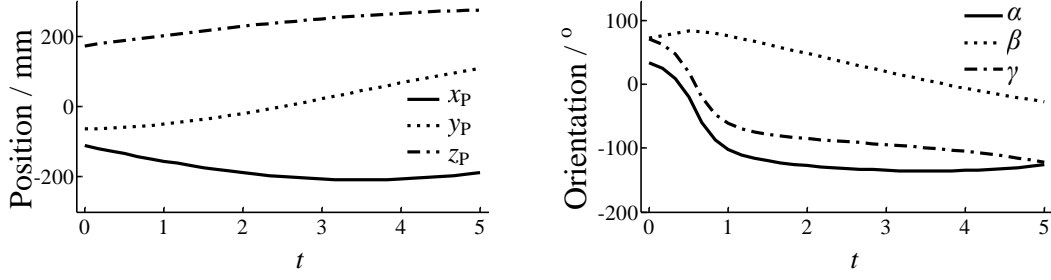 Position / mm
200
0
-200
x_P
y_P
z_P
0 1 2 3 4 5
t
Orientation / °
100
0
-100
-200
α
β
γ
0 1 2 3 4 5
t